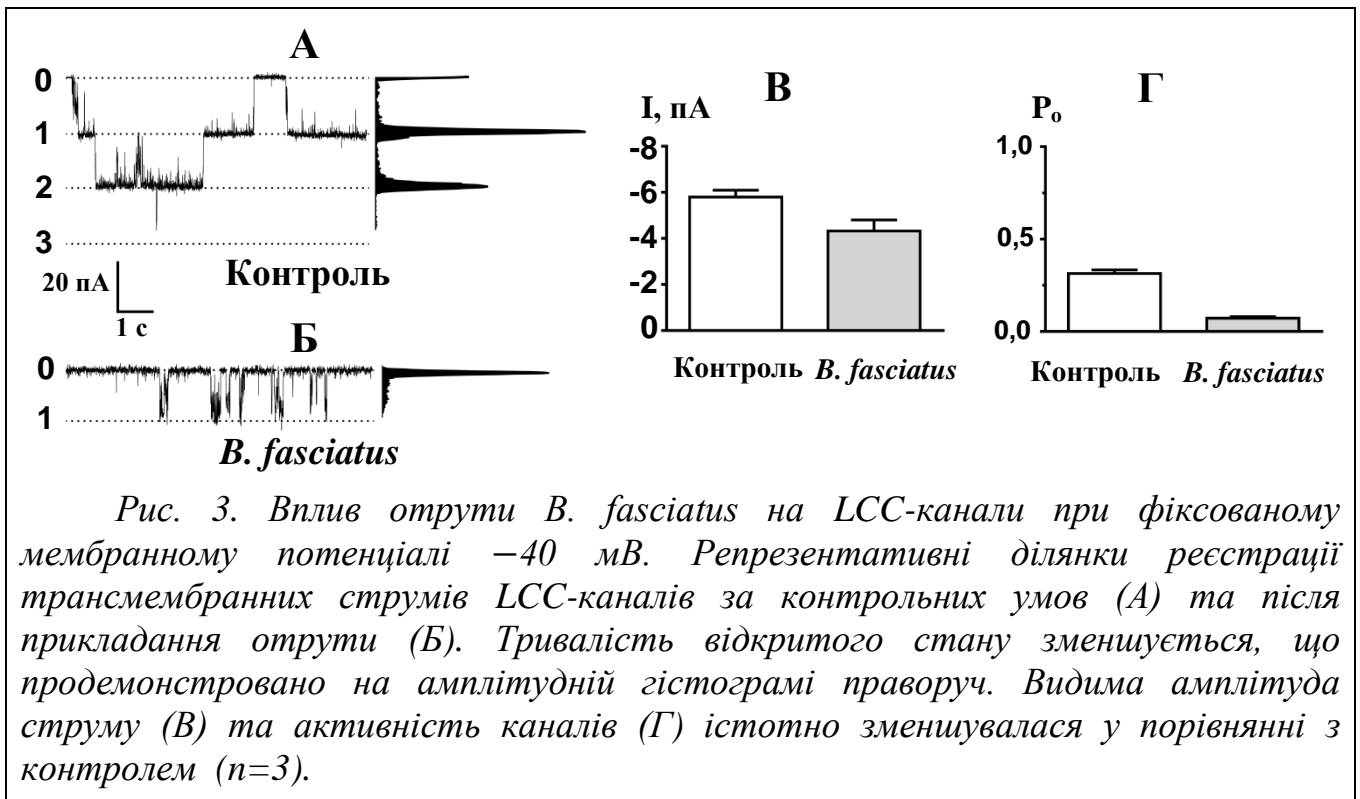 А
0
1
2
3
20 пА
1 с
Контроль
Б
0
1
B. fasciatus
В
I, пА
-8
-6
-4
-2
0
Контроль B. fasciatus
Г
Pо
1,0
0,5
0,0
Контроль B. fasciatus
Рис. 3. Вплив отрути B. fasciatus на LCC-канали при фіксованому
мембранному потенціалі −40 мВ. Репрезентативні ділянки реєстрації
трансмембранних струмів LCC-каналів за контрольних умов (А) та після
прикладання отрути (Б). Тривалість відкритого стану зменшується, що
продемонстровано на амплітудній гістограмі праворуч. Видима амплітуда
струму (В) та активність каналів (Г) істотно зменшувалася у порівнянні з
контролем (n=3).